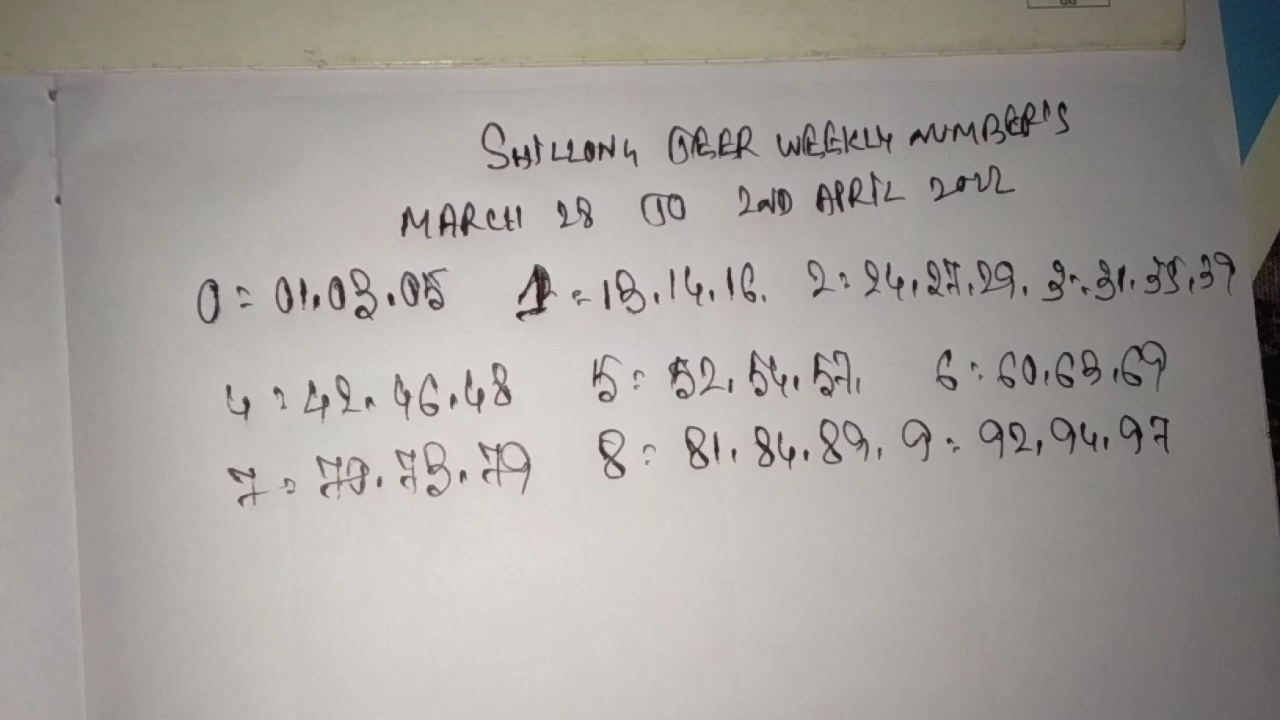 SHILLONG TEER WEEKLY NUMBER'S
MARCH 28 TO 2ND APRIL 2022
0 = 01.03.05 1 = 13.14.16. 2 = 24.27.29. 3 = 31.35.39
4 = 42.46.48 5 = 52.54.57. 6 = 60.63.69
7 = 70.73.79 8 = 81.84.89. 9 = 92.94.97